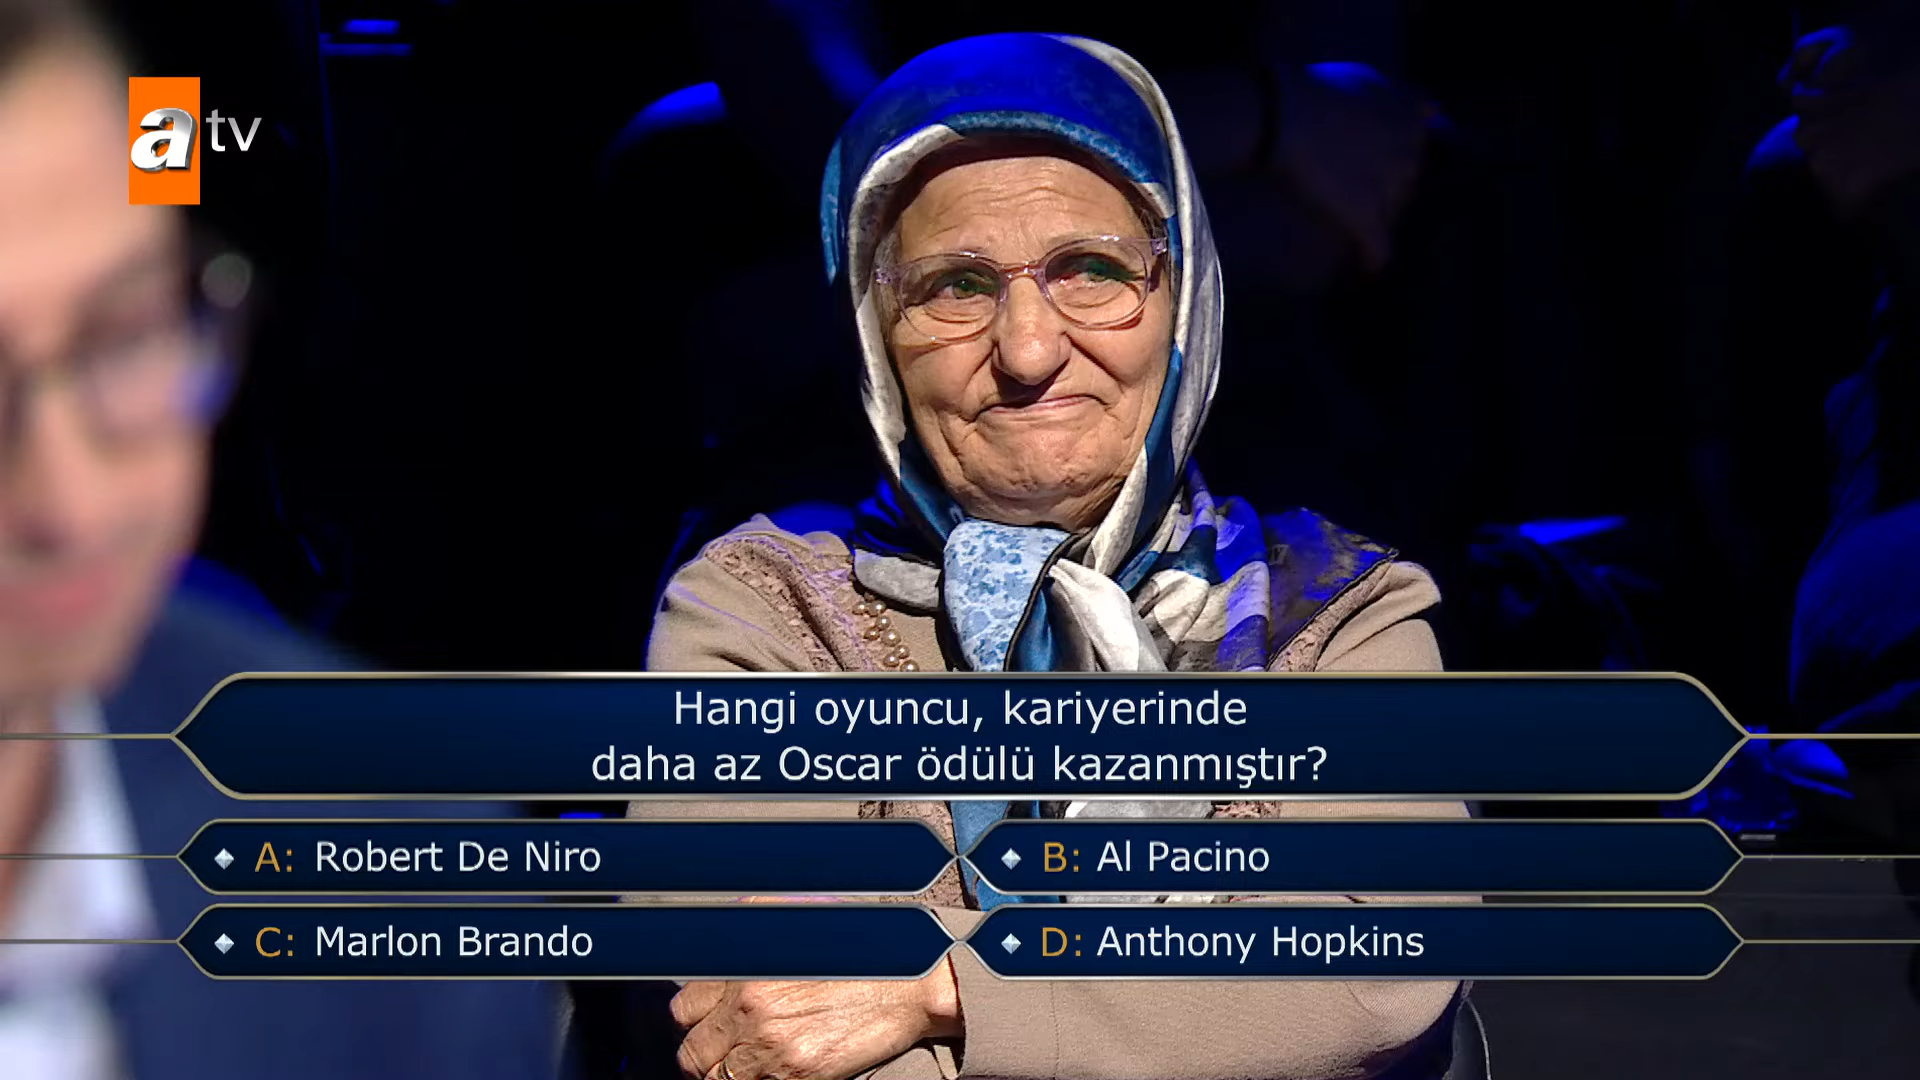 atv
Hangi oyuncu, kariyerinde
daha az Oscar ödülü kazanmıştır?
A: Robert De Niro
B: Al Pacino
C: Marlon Brando
D: Anthony Hopkins